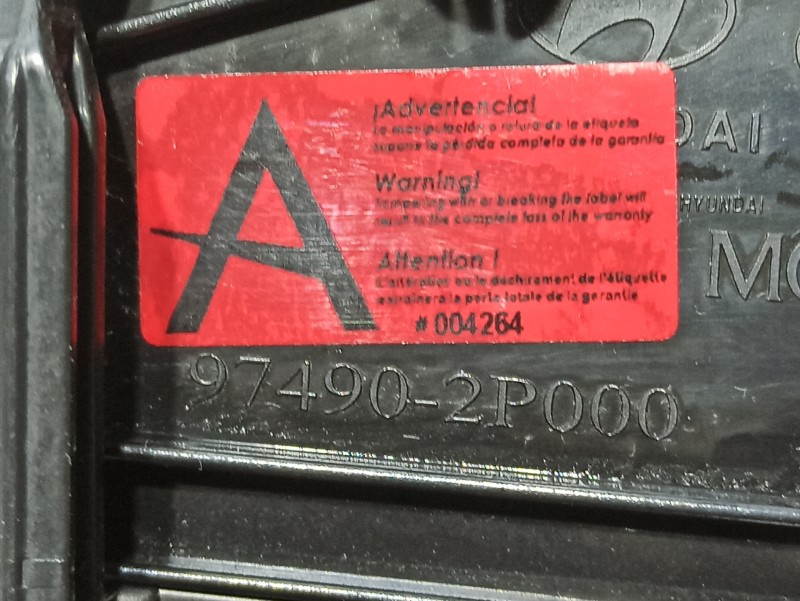 A
¡Advertencia!
La manipulación o rotura de la etiqueta
supone la pérdida completa de la garantía
Warning!
Tampering with or breaking the label will
result in the complete loss of the warranty
Attention !
L'altération ou le déchirement de l'étiquette
entraînera la perte totale de la garantie
# 004264
DAI
HYUNDAI
MO
97490-2P000